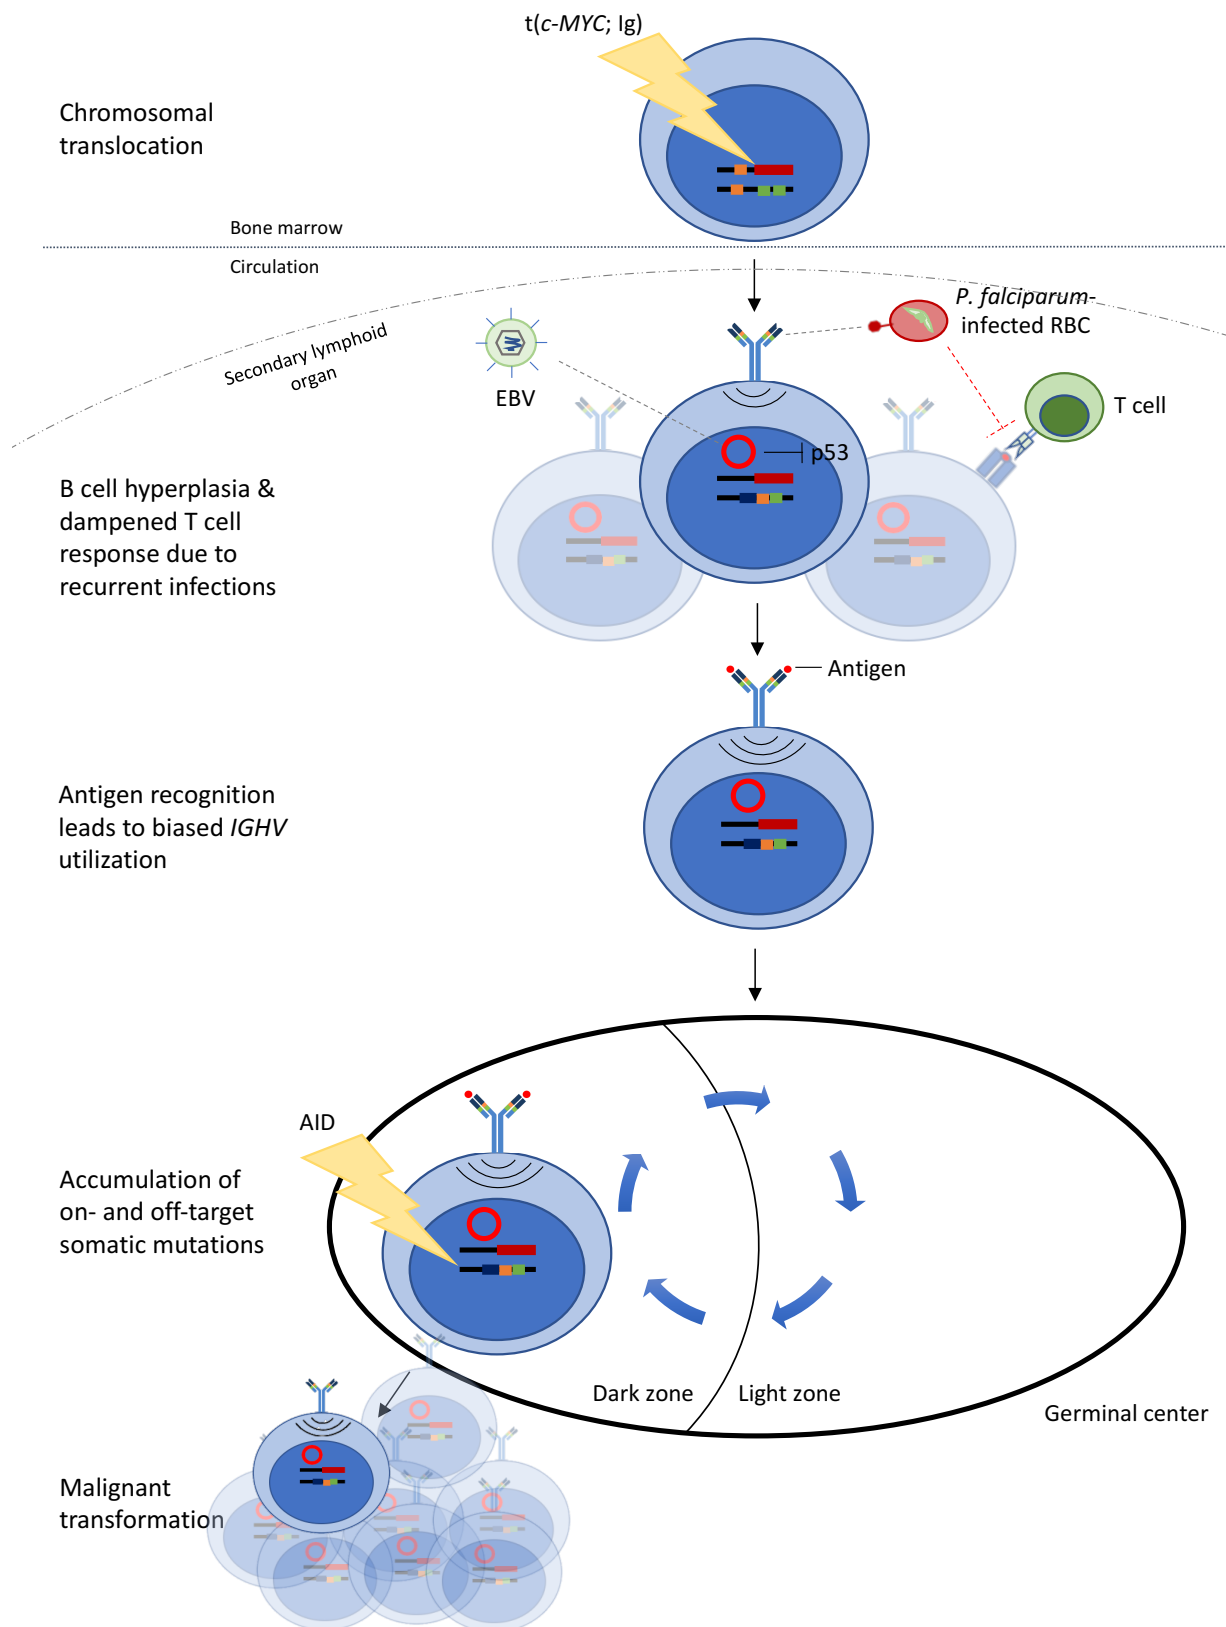 t(c-MYC; Ig)
Chromosomal
translocation
Bone marrow
Circulation
Secondary lymphoid
organ
EBV
P. falciparum-
infected RBC
T cell
p53
B cell hyperplasia &
dampened T cell
response due to
recurrent infections
Antigen
Antigen recognition
leads to biased IGHV
utilization
AID
Accumulation of
on- and off-target
somatic mutations
Dark zone
Light zone
Germinal center
Malignant
transformation